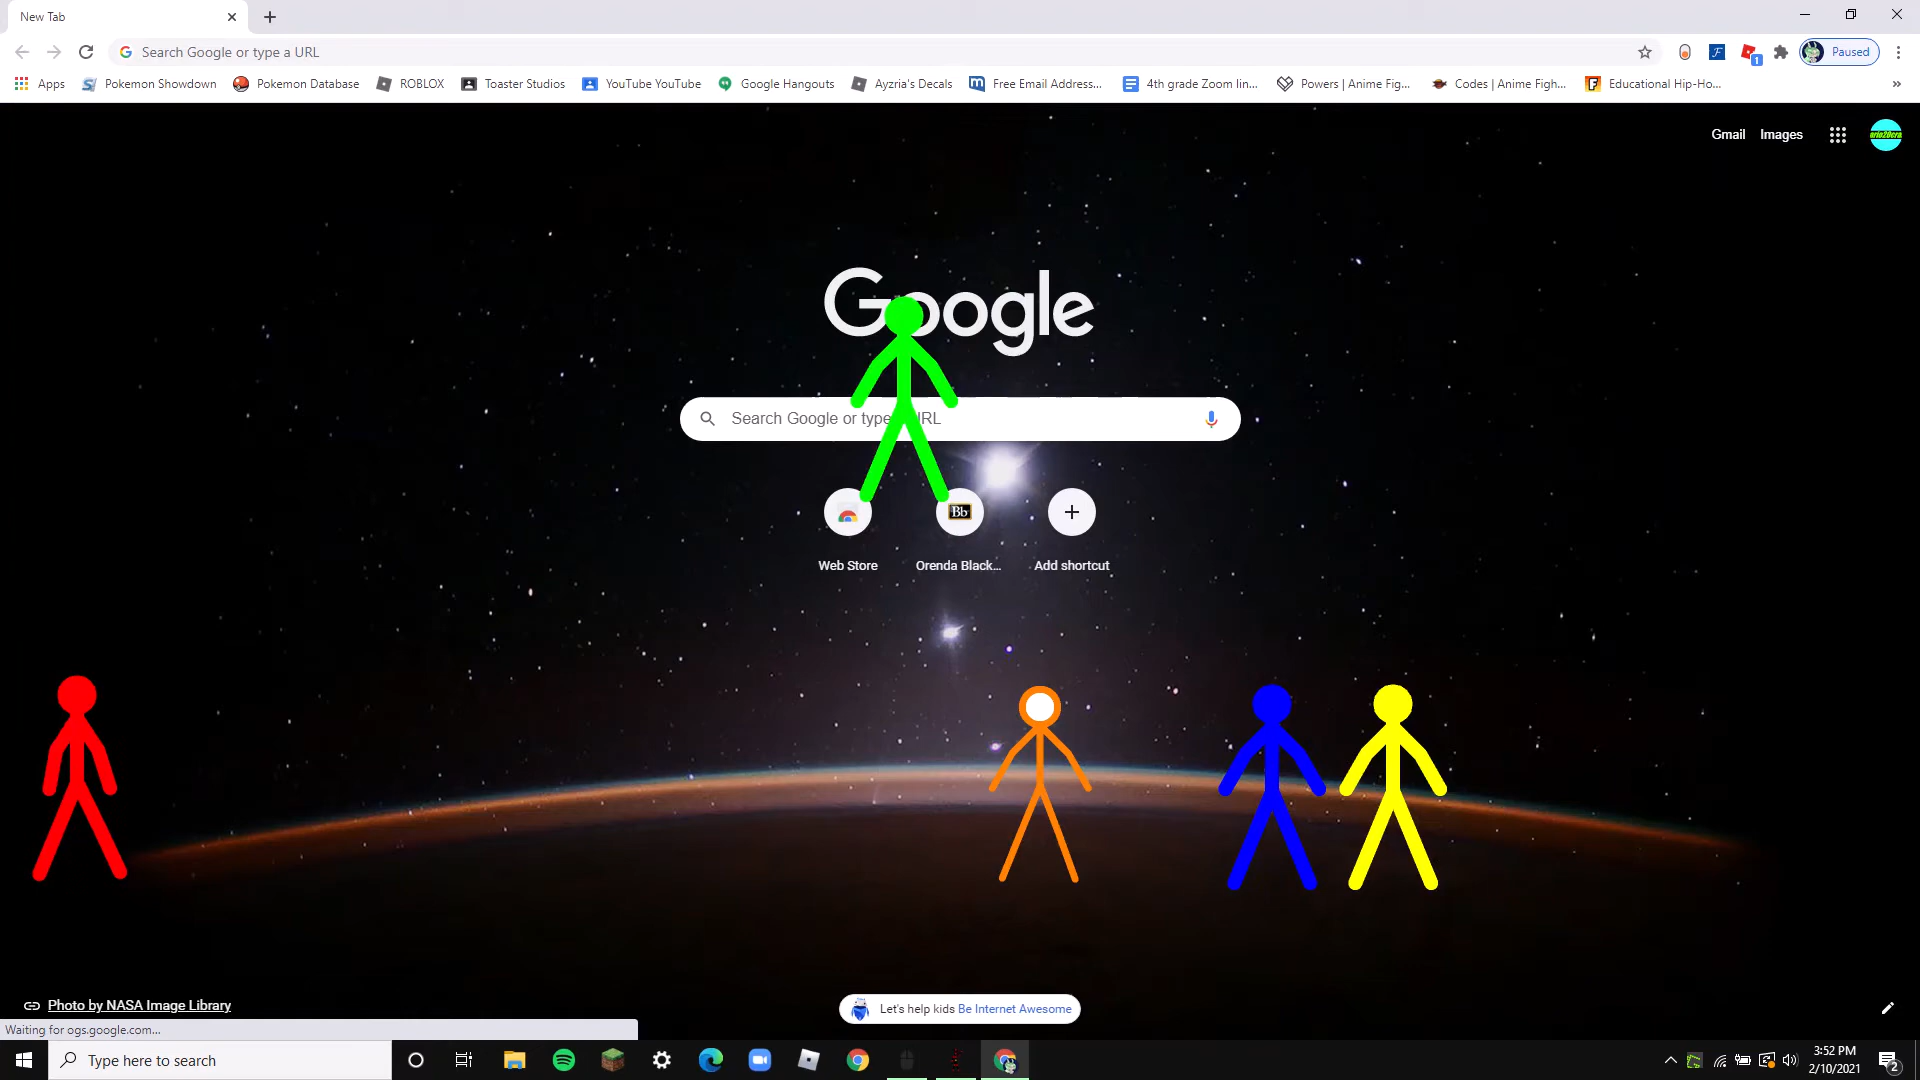 New Tab
Search Google or type a URL
Paused
Apps
Pokemon Showdown
Pokemon Database
ROBLOX
Toaster Studios
YouTube YouTube
Google Hangouts
Ayzria's Decals
Free Email Address...
4th grade Zoom lin...
Powers | Anime Fig...
Codes | Anime Figh...
Educational Hip-Ho...
»
1
Gmail
Images
Google
Search Google or type URL
Bb
Web Store
Orenda Black...
Add shortcut
Photo by NASA Image Library
Let's help kids Be Internet Awesome
Waiting for ogs.google.com...
Type here to search
3:52 PM
2/10/2021
2